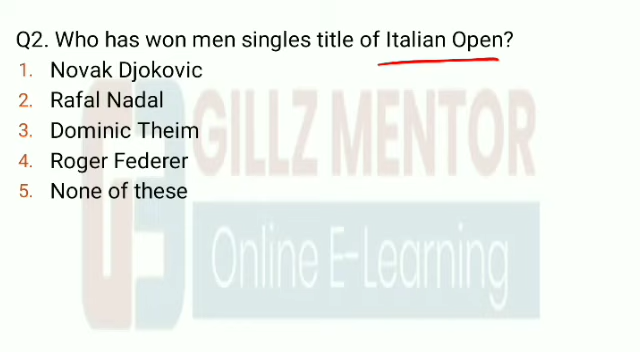 Q2. Who has won men singles title of Italian Open?
1. Novak Djokovic
2. Rafal Nadal
3. Dominic Theim
4. Roger Federer
5. None of these
GILLZ MENTOR
Online E-Learning